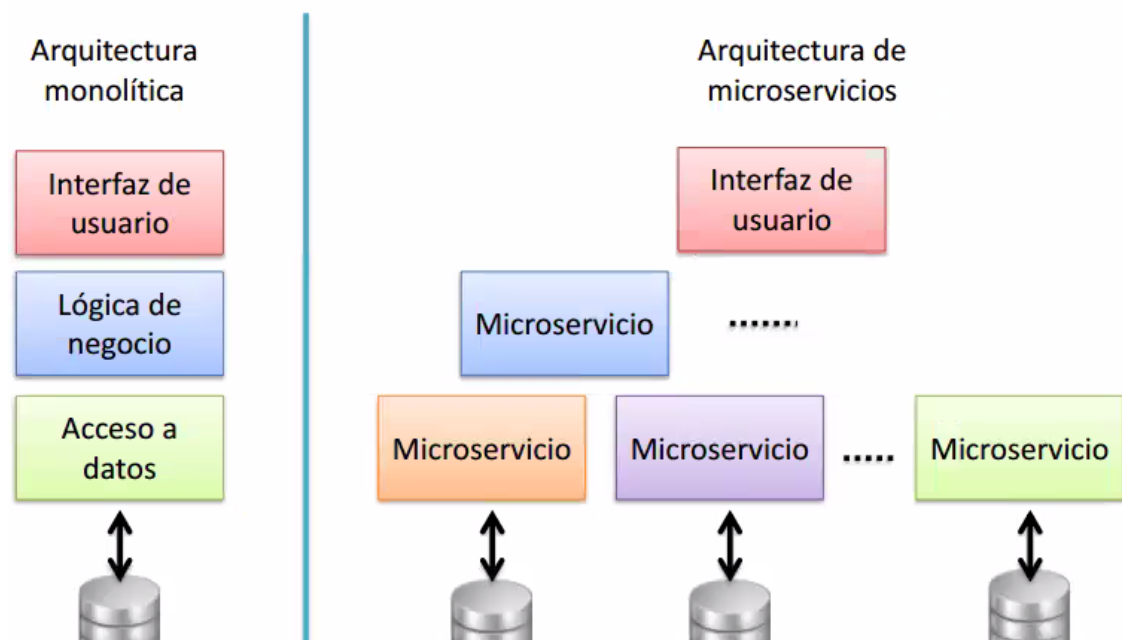 Arquitectura
monolítica
Interfaz de
usuario
Lógica de
negocio
Acceso a
datos
Arquitectura de
microservicios
Interfaz de
usuario
Microservicio
.......
Microservicio
Microservicio
.....
Microservicio